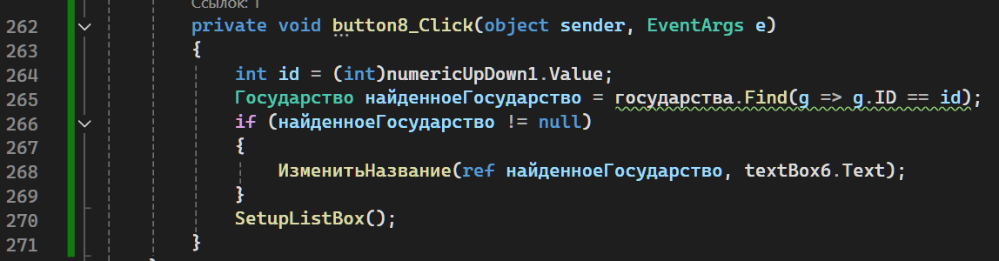 Ссылок: 1
262 private void button8_Click(object sender, EventArgs e)
263 {
264 int id = (int)numericUpDown1.Value;
265 Государство найденноеГосударство = государства.Find(g => g.ID == id);
266 if (найденноеГосударство != null)
267 {
268 ИзменитьНазвание(ref найденноеГосударство, textBox6.Text);
269 }
270 SetupListBox();
271 }